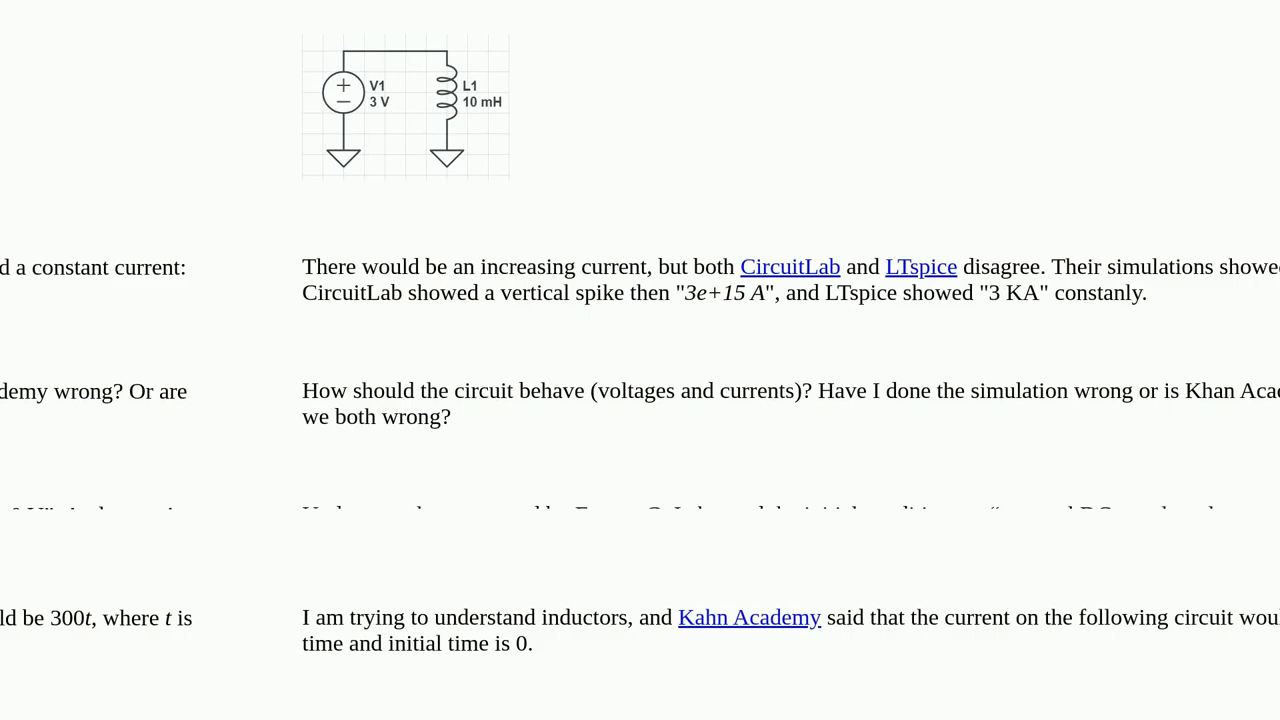 V1
3 V
L1
10 mH
d a constant current:
There would be an increasing current, but both CircuitLab and LTspice disagree. Their simulations showe
CircuitLab showed a vertical spike then "3e+15 A", and LTspice showed "3 KA" constanly.
demy wrong? Or are
How should the circuit behave (voltages and currents)? Have I done the simulation wrong or is Khan Aca
we both wrong?
ld be 300t, where t is
I am trying to understand inductors, and Kahn Academy said that the current on the following circuit wou
time and initial time is 0.